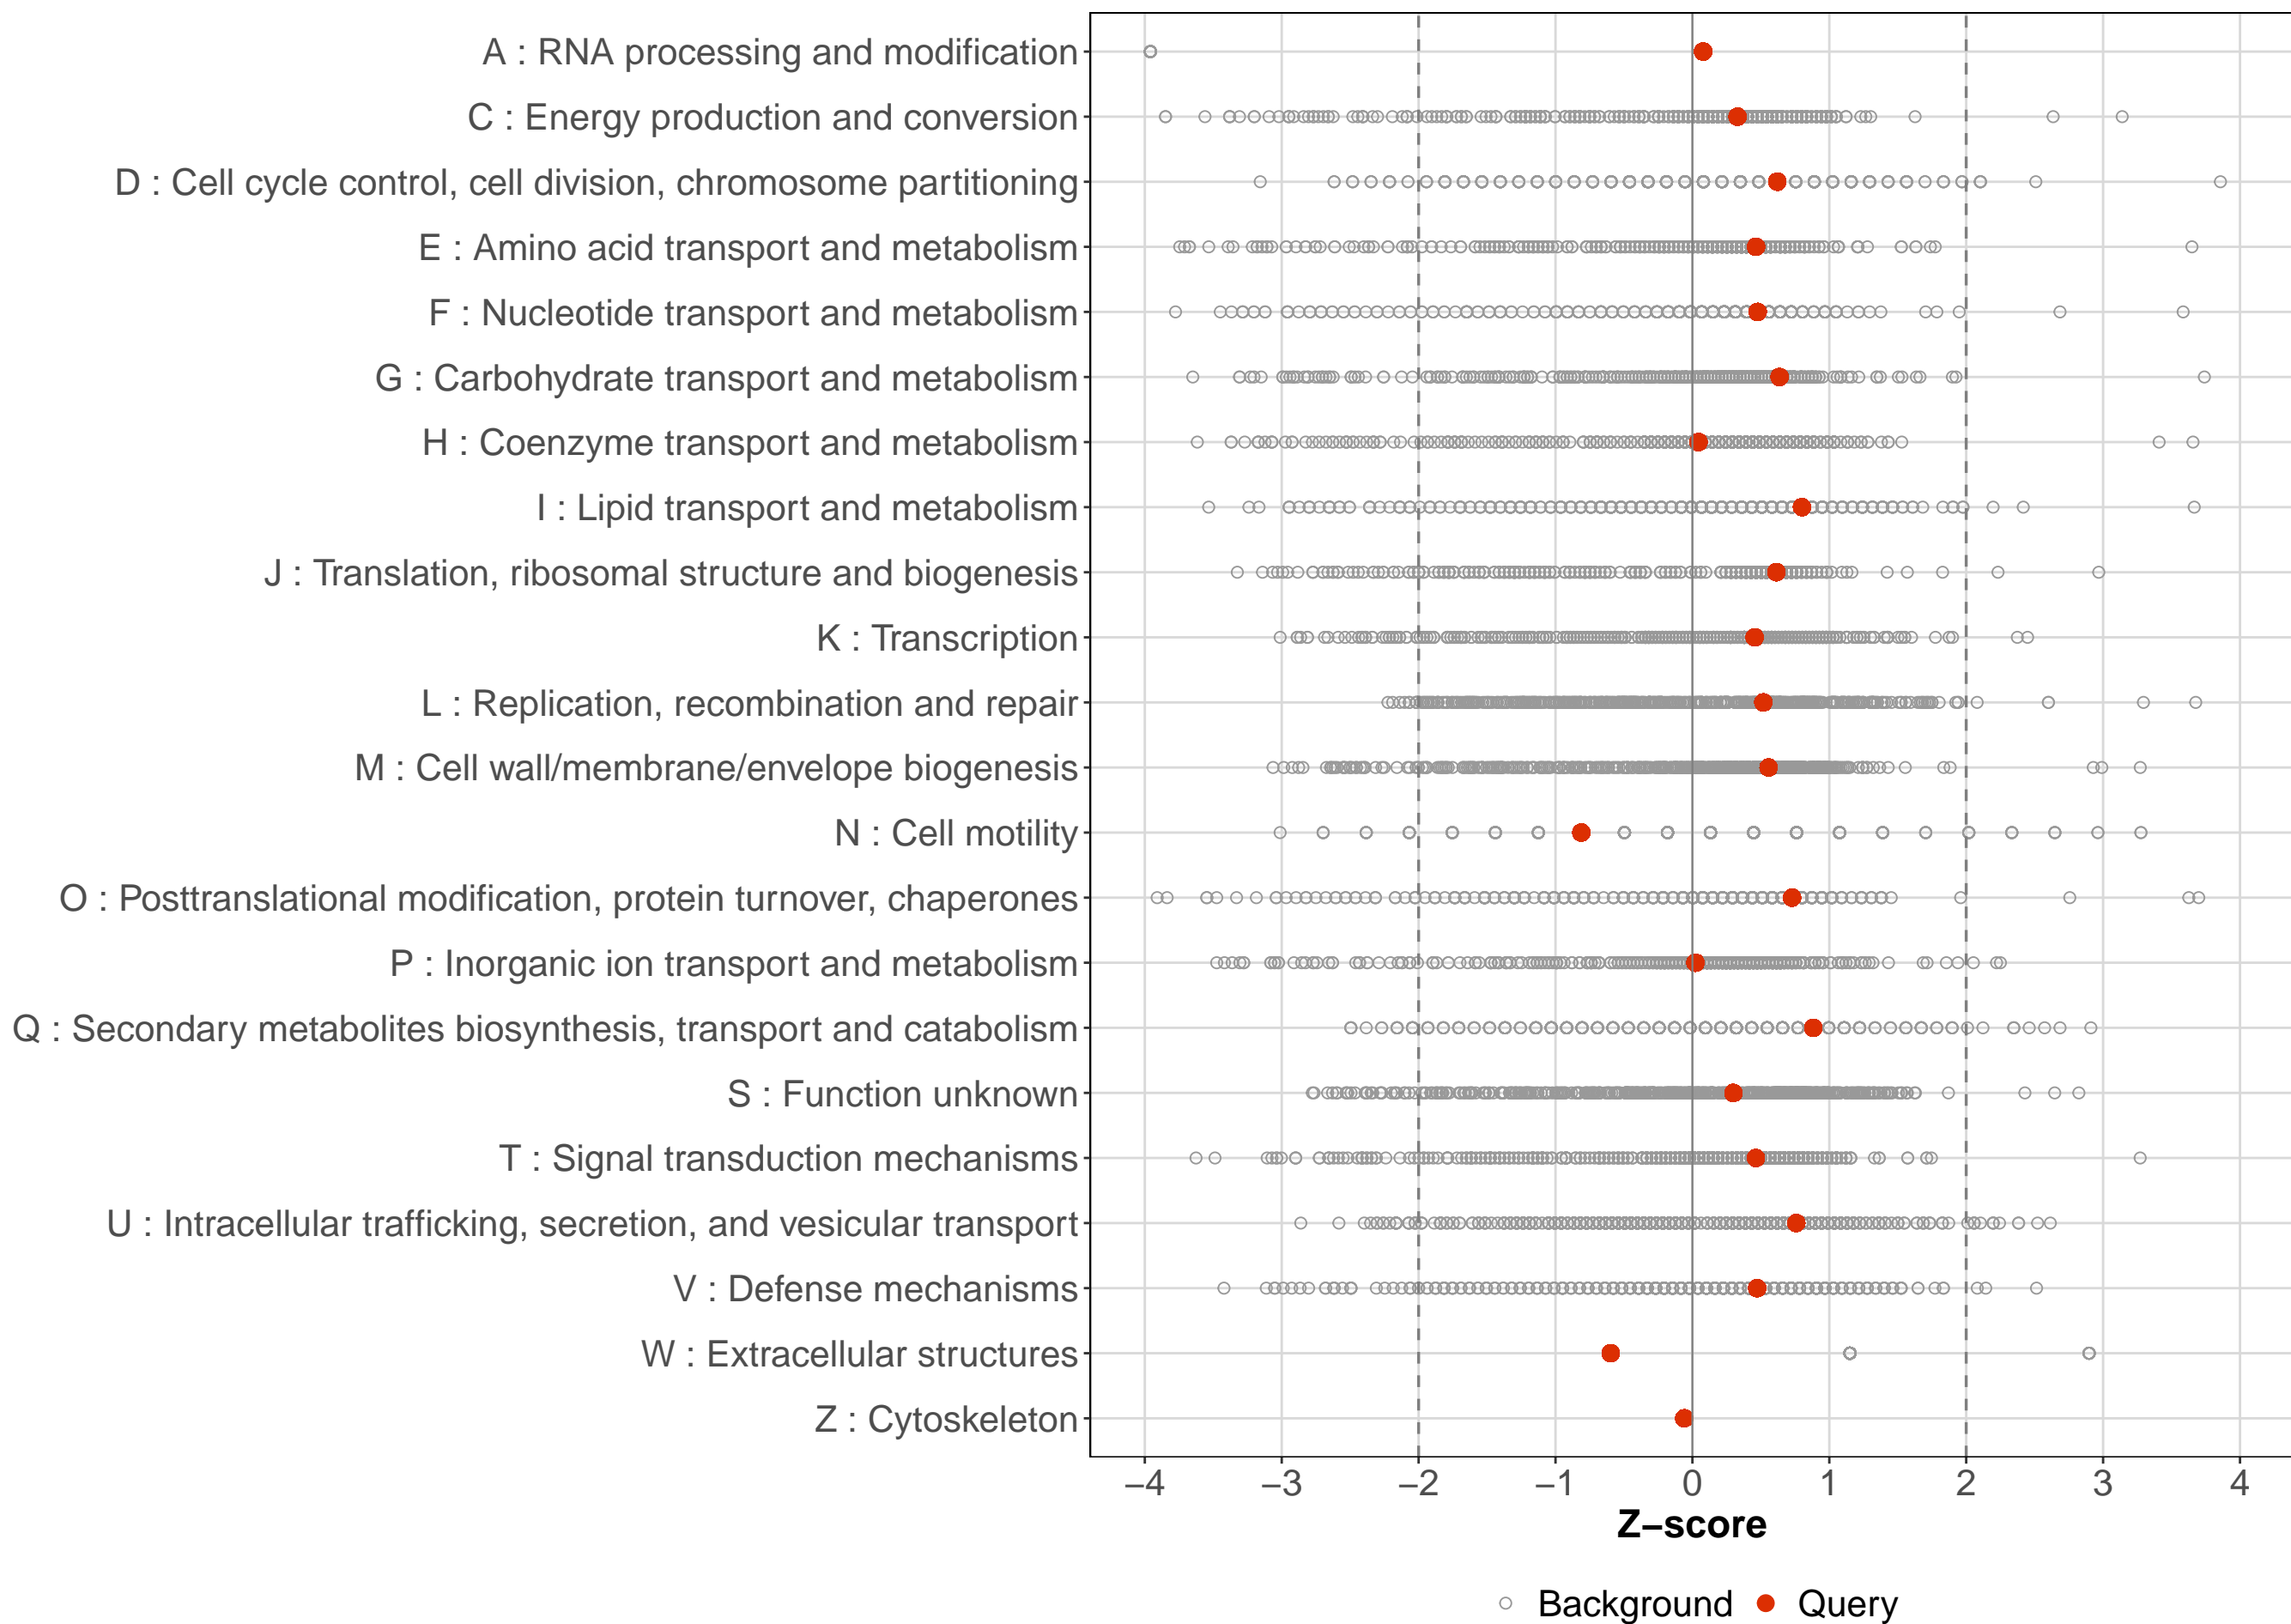 A : RNA processing and modification
C : Energy production and conversion
D : Cell cycle control, cell division, chromosome partitioning
E : Amino acid transport and metabolism
F : Nucleotide transport and metabolism
G : Carbohydrate transport and metabolism
H : Coenzyme transport and metabolism
I : Lipid transport and metabolism
J : Translation, ribosomal structure and biogenesis
K : Transcription
L : Replication, recombination and repair
M : Cell wall/membrane/envelope biogenesis
N : Cell motility
O : Posttranslational modification, protein turnover, chaperones
P : Inorganic ion transport and metabolism
Q : Secondary metabolites biosynthesis, transport and catabolism
S : Function unknown
T : Signal transduction mechanisms
U : Intracellular trafficking, secretion, and vesicular transport
V : Defense mechanisms
W : Extracellular structures
Z : Cytoskeleton
−4 −3 −2 −1 0 1 2 3 4
Z−score
Background Query